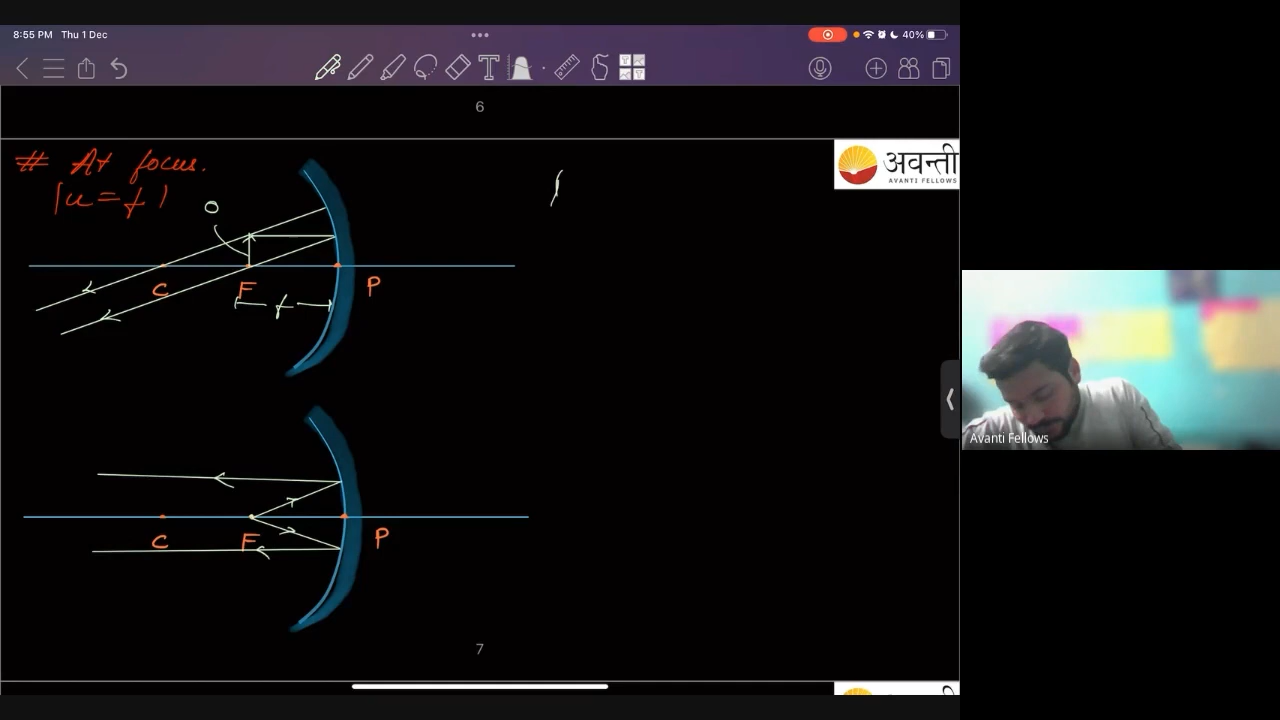 8:55 PM Thu 1 Dec
40%
6
# At focus.
(u = f)
अवन्ती
AVANTI FELLOWS
O
C F P
f
Avanti Fellows
C F P
7